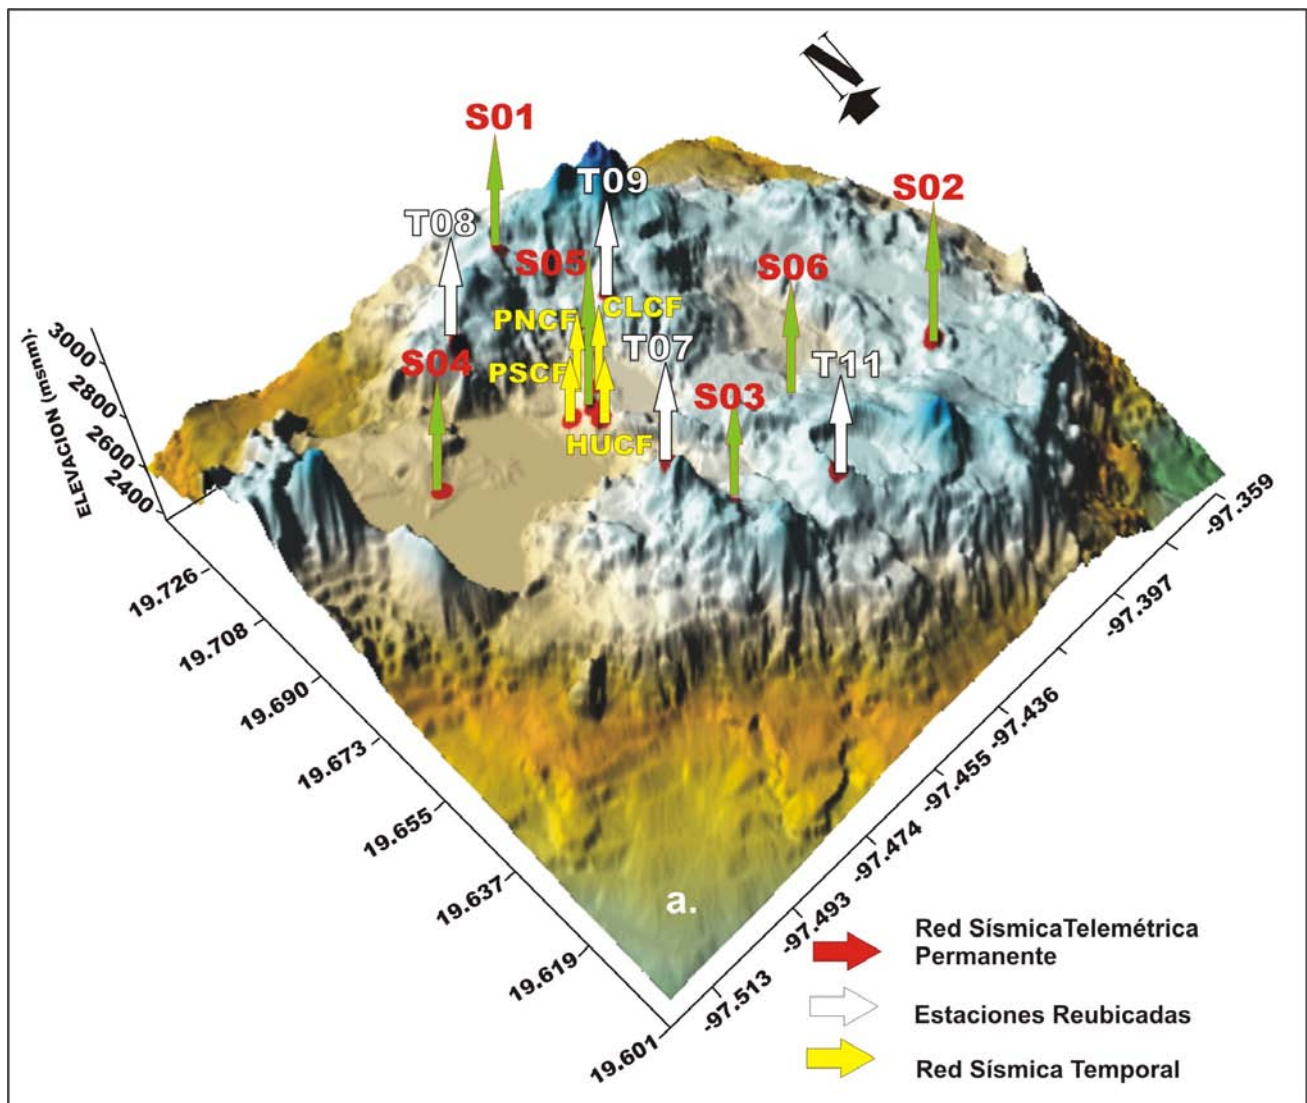 N
S01
T09
S02
T08
S05
S06
PNCF
CLCF
T07
S04
PSCF
T11
S03
HUCF
3000
2800
2600
2400
ELEVACION (msnm).
19.726
19.708
19.690
19.673
19.655
19.637
19.619
19.601
-97.359
-97.397
-97.436
-97.455
-97.474
-97.493
-97.513
a.
Red SísmicaTelemétrica
Permanente
Estaciones Reubicadas
Red Sísmica Temporal